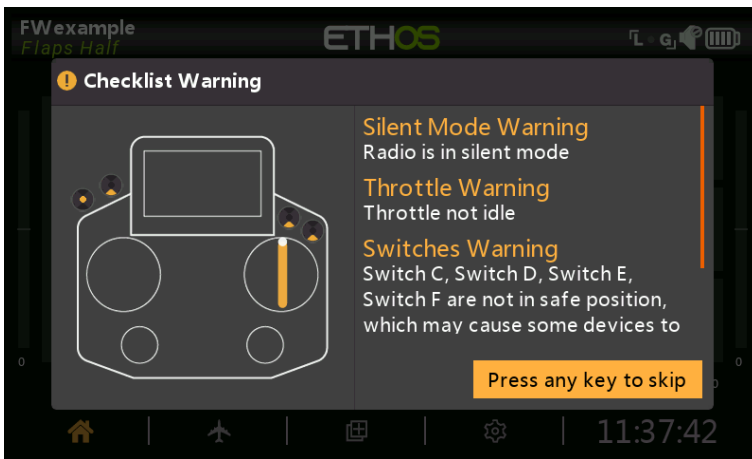 FWexample
Flaps Half
ETHOS
L G
Checklist Warning
Silent Mode Warning
Radio is in silent mode
Throttle Warning
Throttle not idle
Switches Warning
Switch C, Switch D, Switch E,
Switch F are not in safe position,
which may cause some devices to
Press any key to skip
0
0
11:37:42